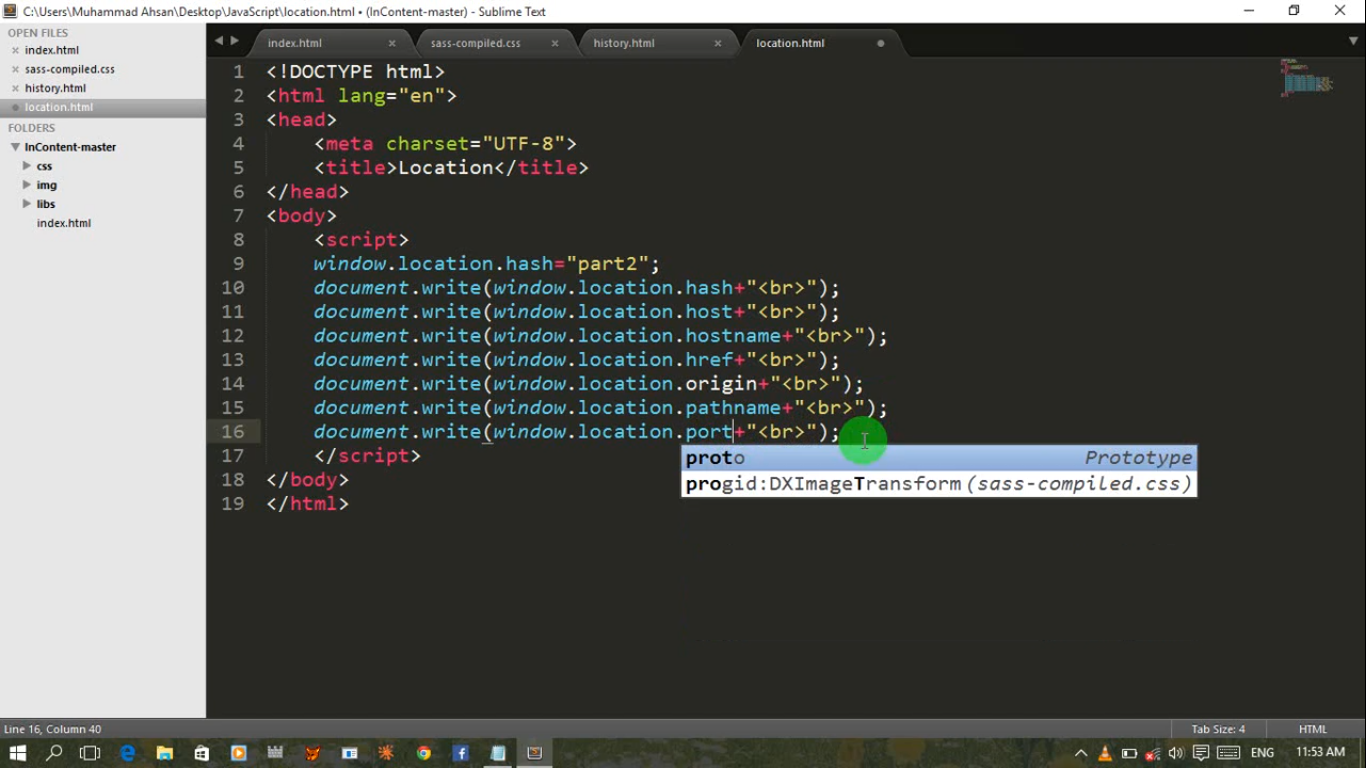 C:\Users\Muhammad Ahsan\Desktop\JavaScript\location.html • (InContent-master) - Sublime Text
OPEN FILES
index.html
sass-compiled.css
history.html
location.html
FOLDERS
InContent-master
css
img
libs
index.html
index.html
sass-compiled.css
history.html
location.html
1 <!DOCTYPE html>
2 <html lang="en">
3 <head>
4     <meta charset="UTF-8">
5     <title>Location</title>
6 </head>
7 <body>
8     <script>
9     window.location.hash="part2";
10     document.write(window.location.hash+"<br>");
11     document.write(window.location.host+"<br>");
12     document.write(window.location.hostname+"<br>");
13     document.write(window.location.href+"<br>");
14     document.write(window.location.origin+"<br>");
15     document.write(window.location.pathname+"<br>");
16     document.write(window.location.port+"<br>");
proto Prototype
progid:DXImageTransform (sass-compiled.css)
17     </script>
18 </body>
19 </html>
Line 16, Column 40
Tab Size: 4
HTML
ENG
11:53 AM